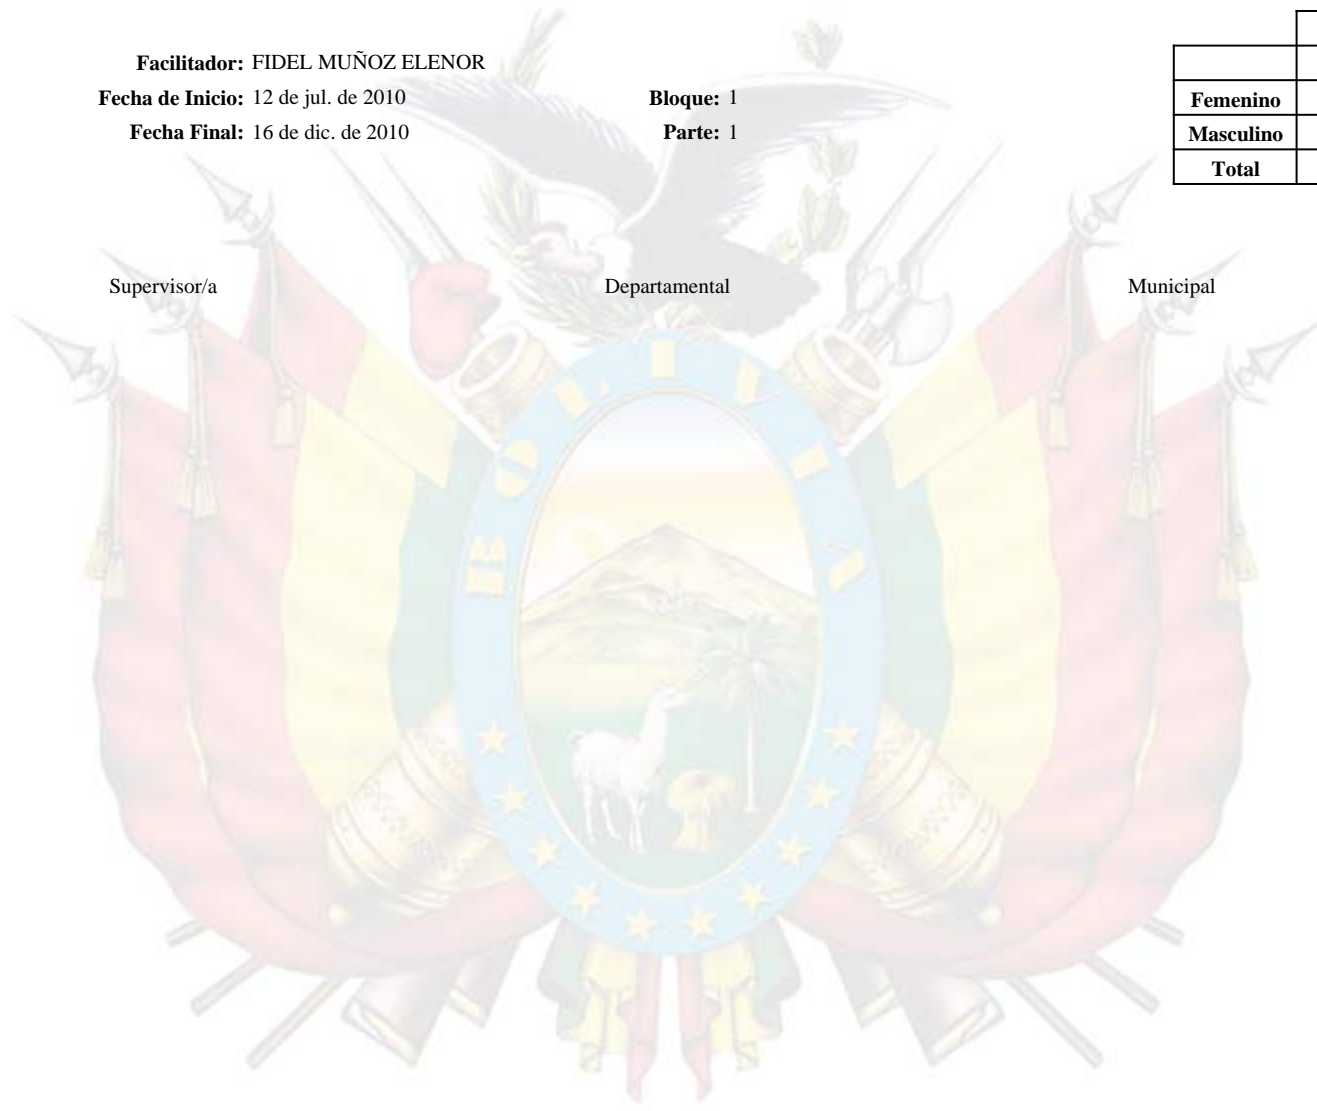 Facilitador: FIDEL MUÑOZ ELENOR
Fecha de Inicio: 12 de jul. de 2010 Bloque: 1
Fecha Final: 16 de dic. de 2010 Parte: 1
Femenino
Masculino
Total
Supervisor/a Departamental Municipal
BOLIVIA